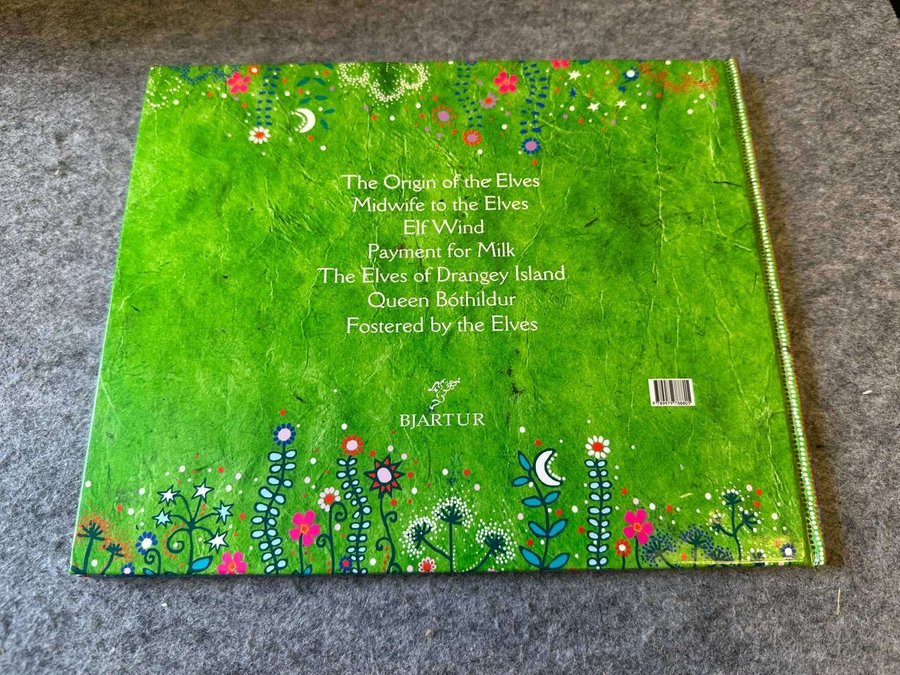 The Origin of the Elves
Midwife to the Elves
Elf Wind
Payment for Milk
The Elves of Drangey Island
Queen Bóthildur
Fostered by the Elves
BJARTUR